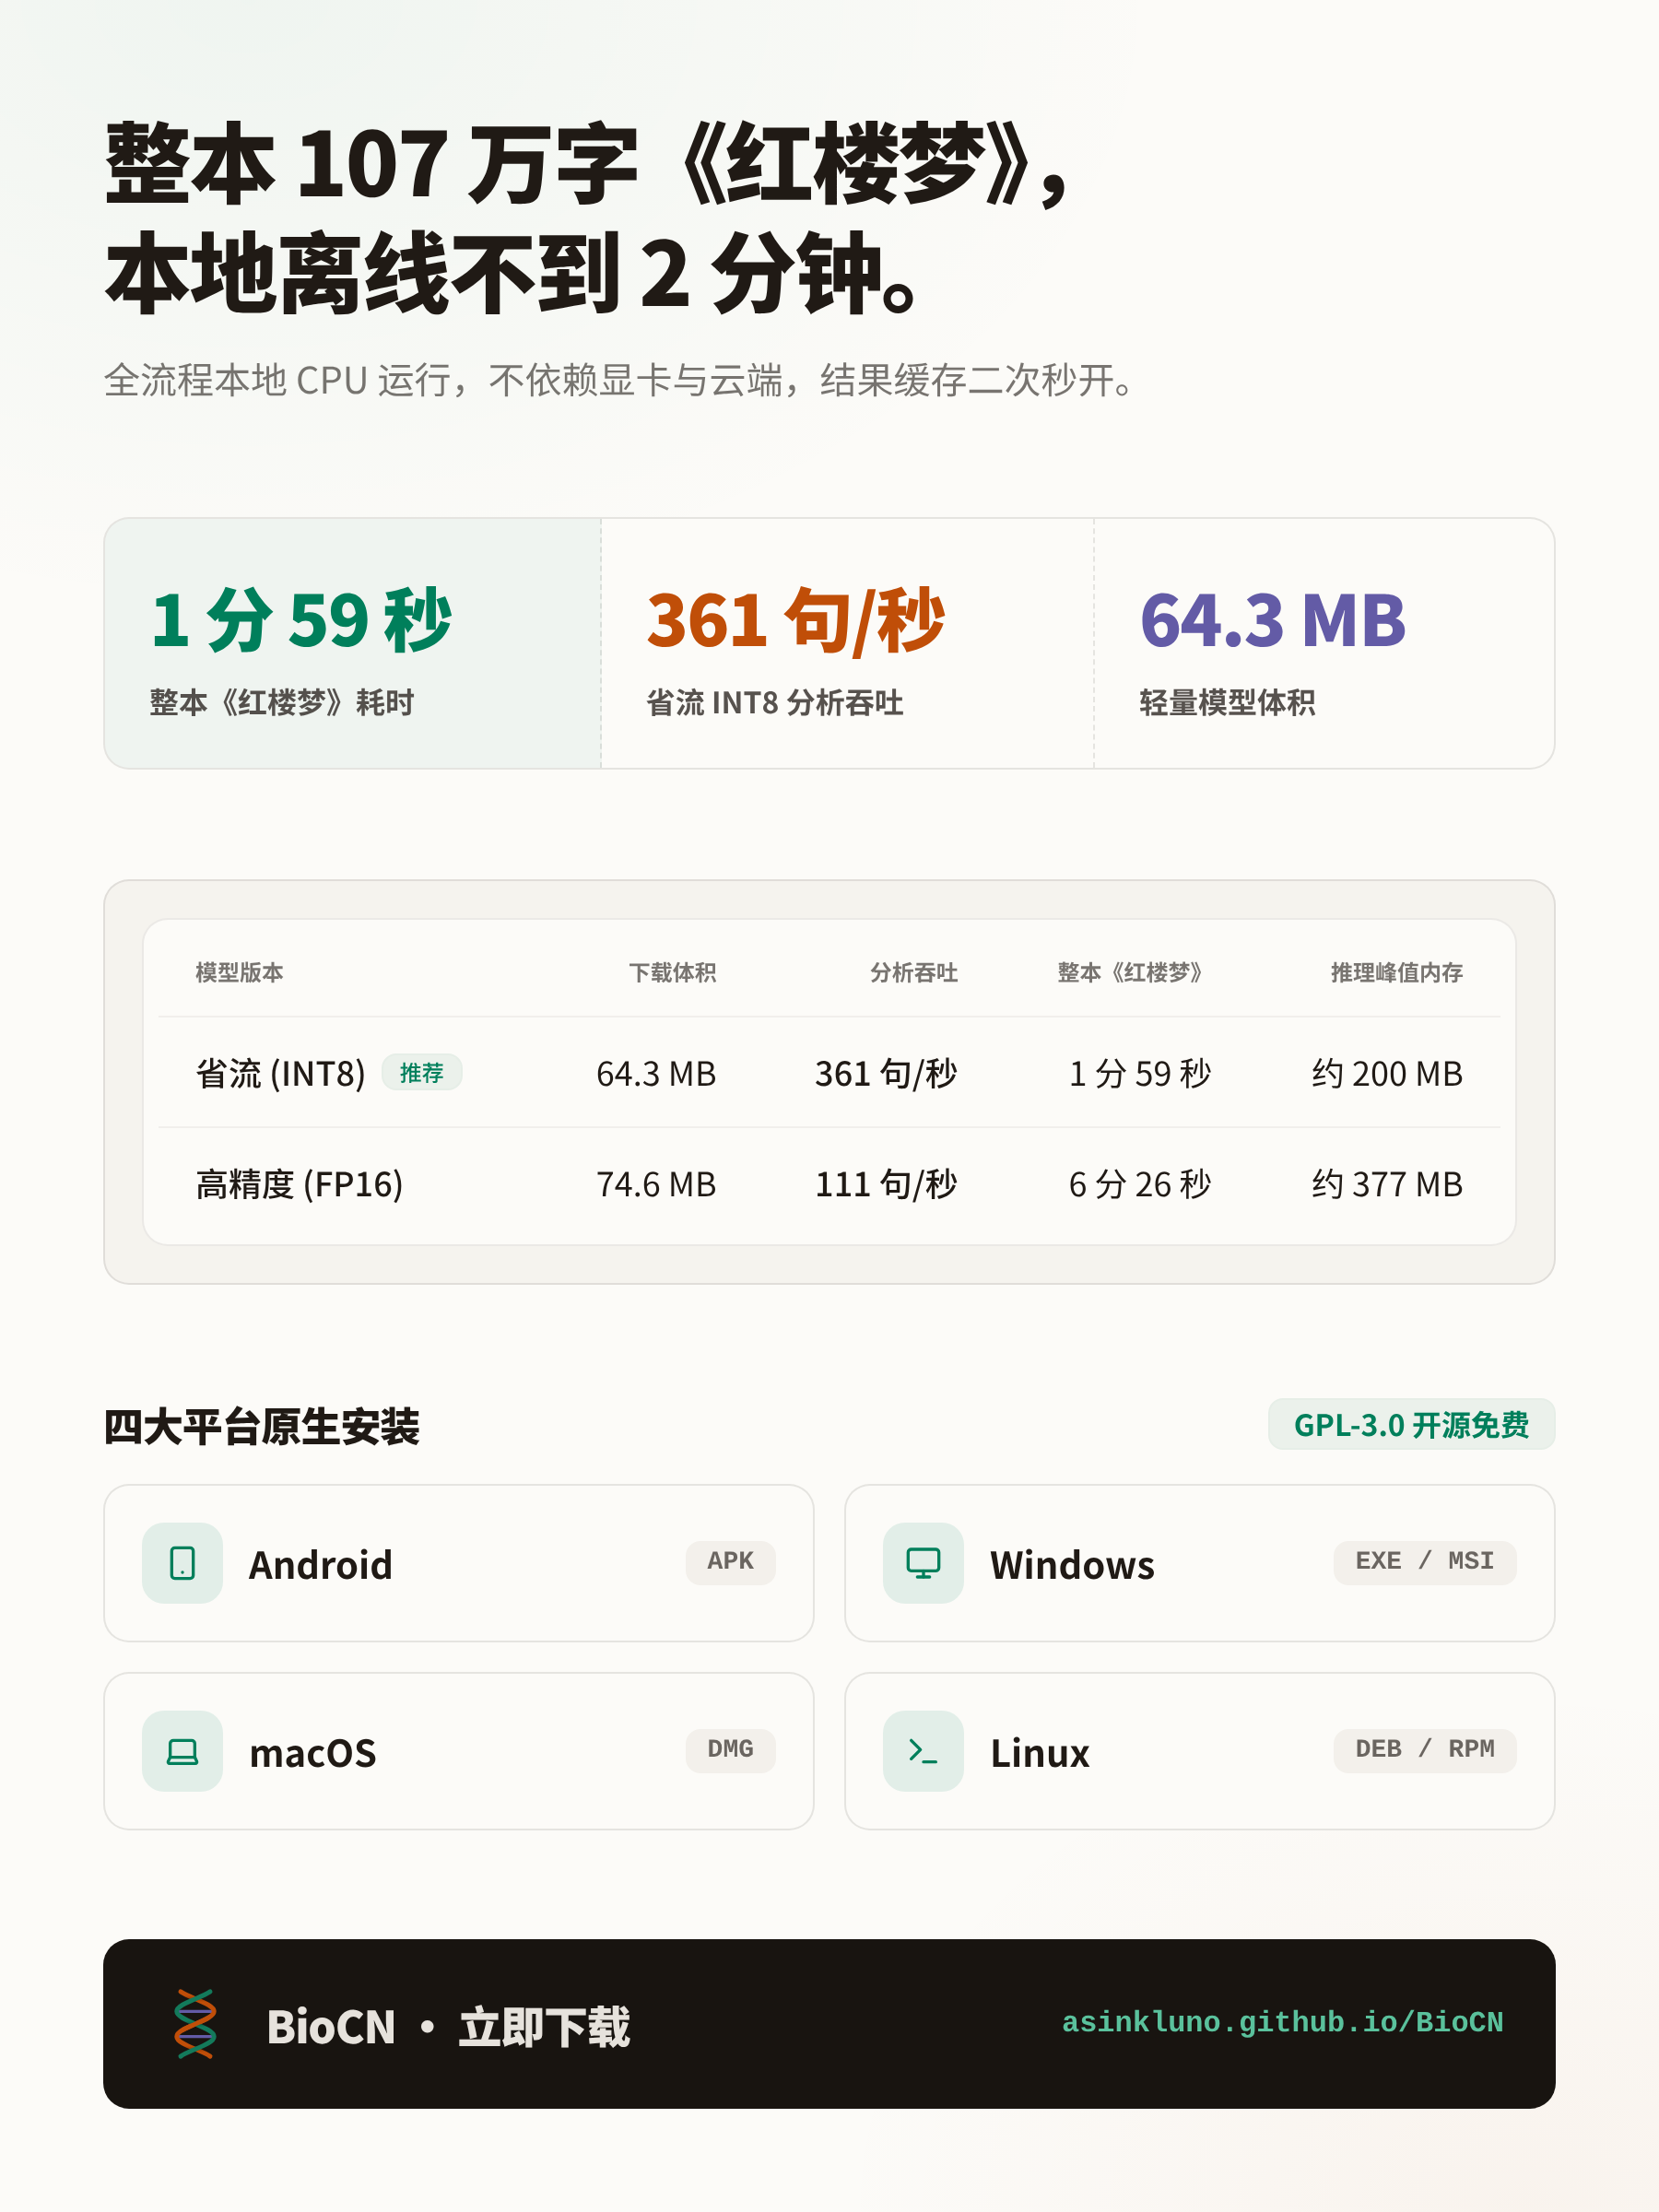 整本 107 万字《红楼梦》，
本地离线不到 2 分钟。
全流程本地 CPU 运行，不依赖显卡与云端，结果缓存二次秒开。
1 分 59 秒
整本《红楼梦》耗时
361 句/秒
省流 INT8 分析吞吐
64.3 MB
轻量模型体积
模型版本 下载体积 分析吞吐 整本《红楼梦》 推理峰值内存
省流 (INT8) 推荐 64.3 MB 361 句/秒 1 分 59 秒 约 200 MB
高精度 (FP16) 74.6 MB 111 句/秒 6 分 26 秒 约 377 MB
四大平台原生安装 GPL-3.0 开源免费
Android APK
Windows EXE / MSI
macOS DMG
Linux DEB / RPM
BioCN · 立即下载 asinkluno.github.io/BioCN